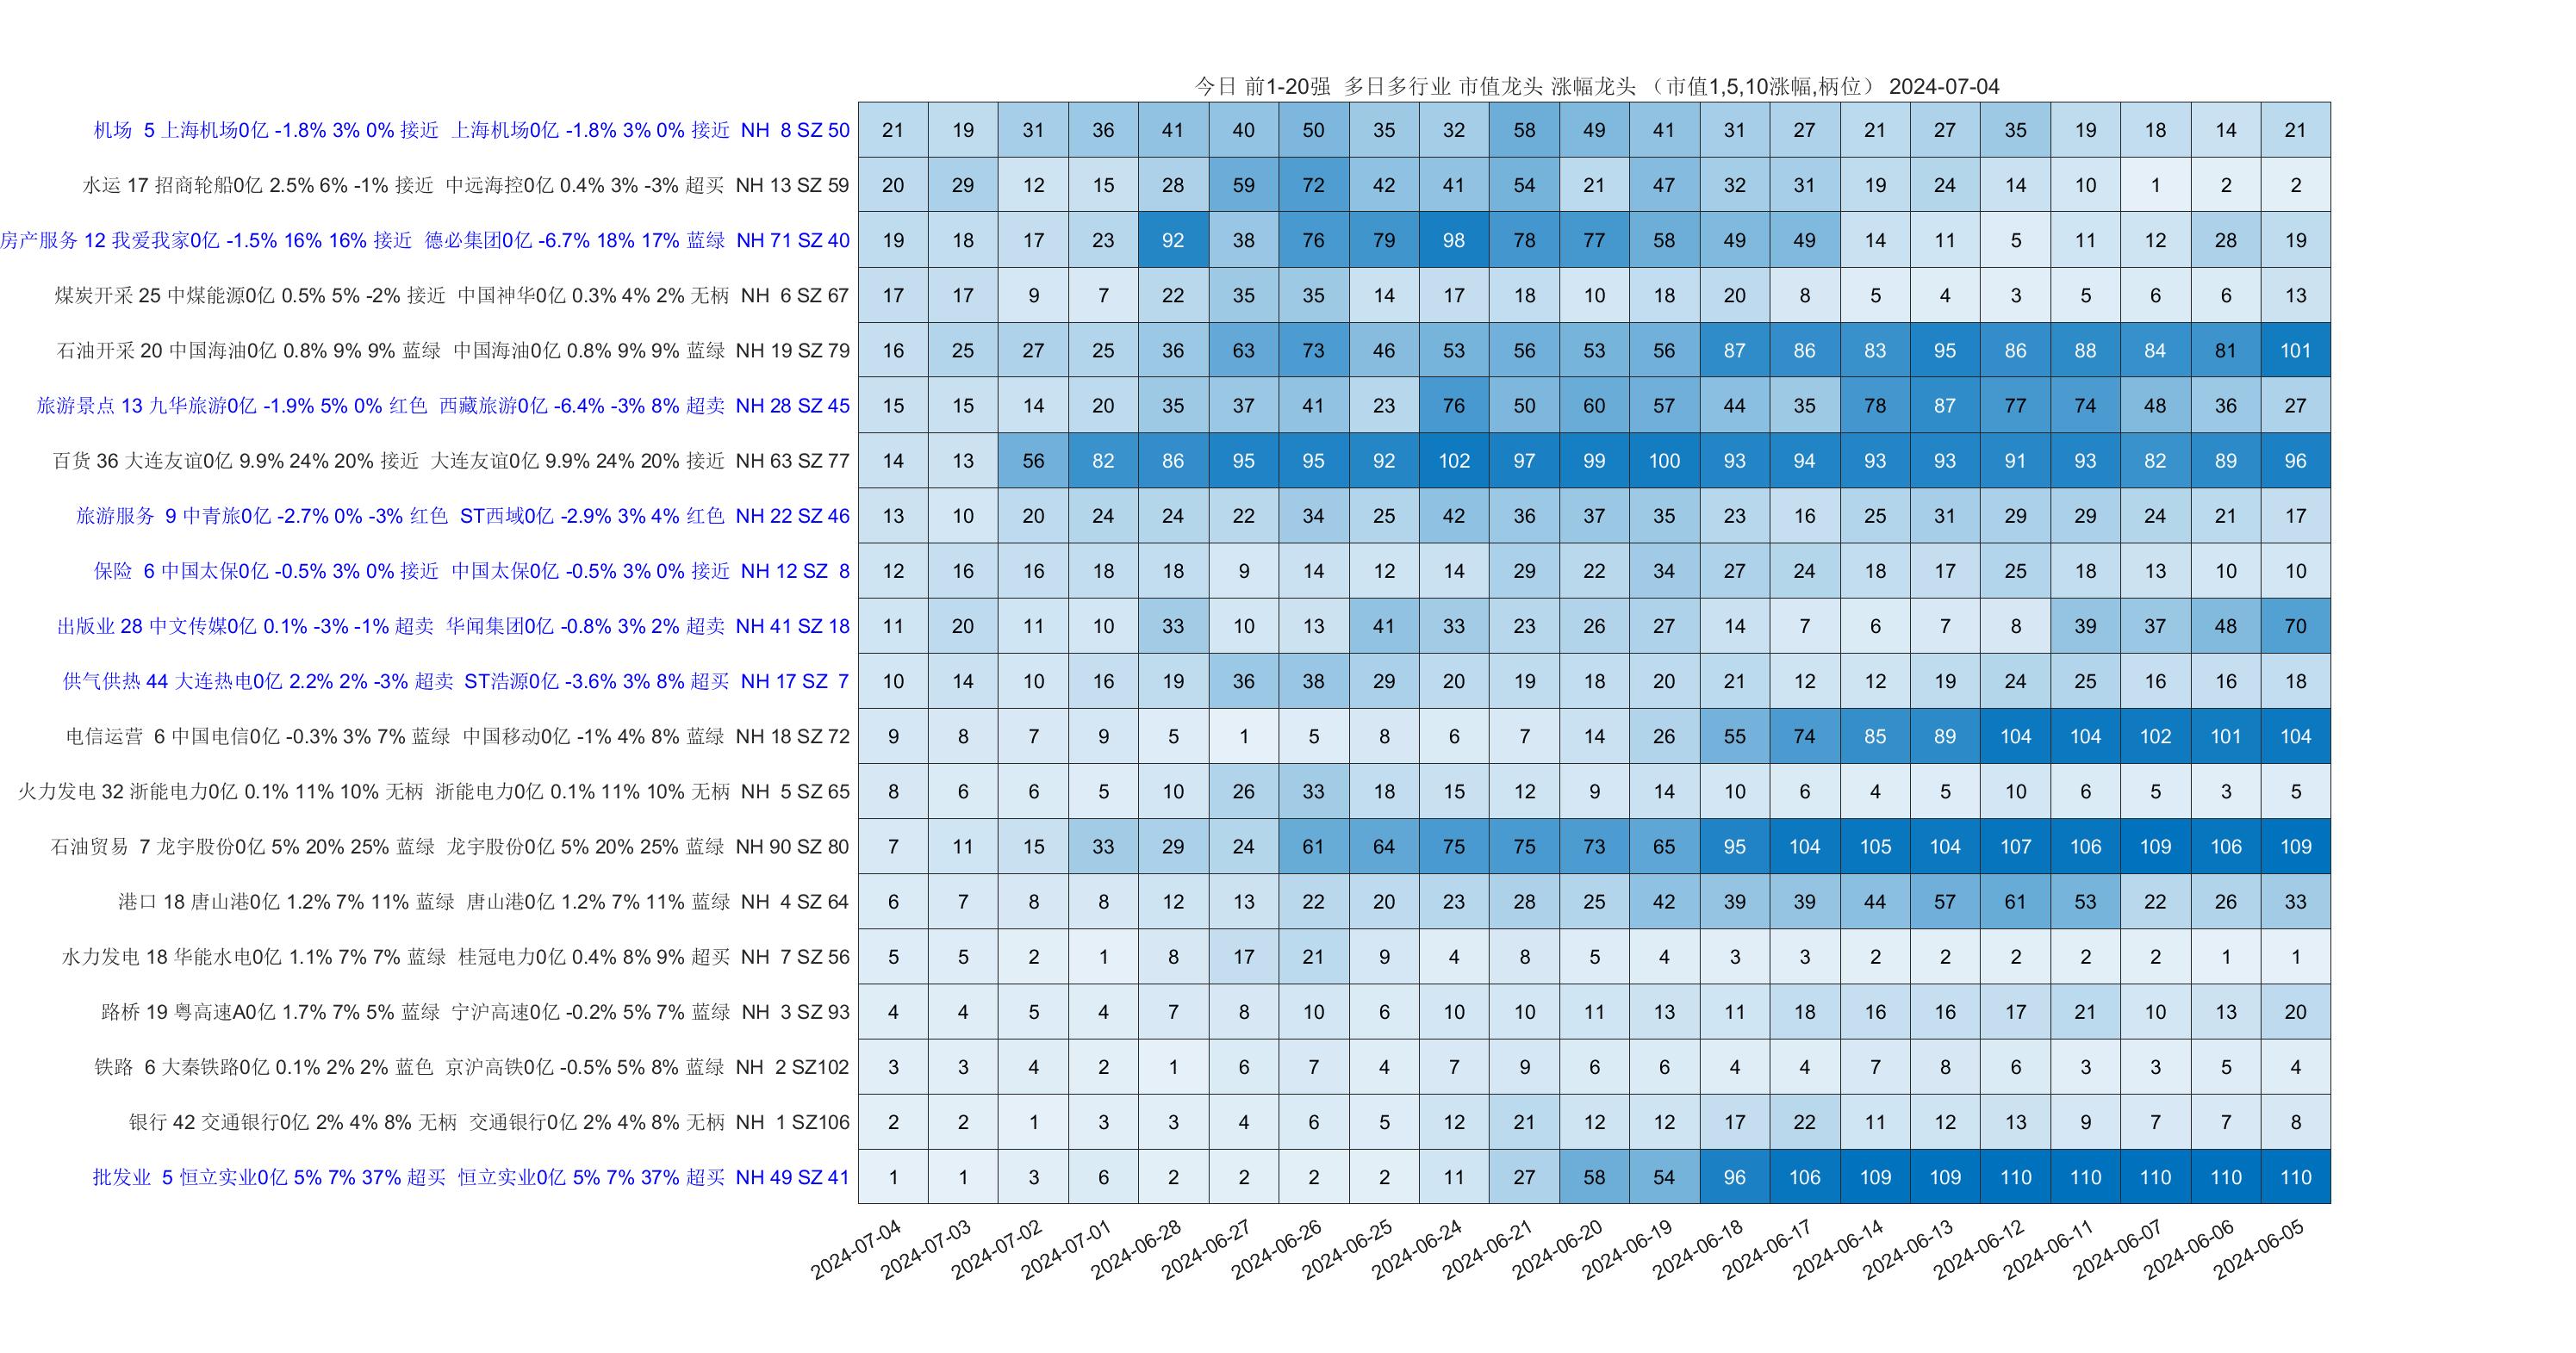 今日 前1-20强 多日多行业 市值龙头 涨幅龙头 （市值1,5,10涨幅,柄位） 2024-07-04
机场 5 上海机场0亿 -1.8% 3% 0% 接近 上海机场0亿 -1.8% 3% 0% 接近 NH 8 SZ 50 21 19 31 36 41 40 50 35 32 58 49 41 31 27 21 27 35 19 18 14 21
水运 17 招商轮船0亿 2.5% 6% -1% 接近 中远海控0亿 0.4% 3% -3% 超买 NH 13 SZ 59 20 29 12 15 28 59 72 42 41 54 21 47 32 31 19 24 14 10 1 2 2
房产服务 12 我爱我家0亿 -1.5% 16% 16% 接近 德必集团0亿 -6.7% 18% 17% 蓝绿 NH 71 SZ 40 19 18 17 23 92 38 76 79 98 78 77 58 49 49 14 11 5 11 12 28 19
煤炭开采 25 中煤能源0亿 0.5% 5% -2% 接近 中国神华0亿 0.3% 4% 2% 无柄 NH 6 SZ 67 17 17 9 7 22 35 35 14 17 18 10 18 20 8 5 4 3 5 6 6 13
石油开采 20 中国海油0亿 0.8% 9% 9% 蓝绿 中国海油0亿 0.8% 9% 9% 蓝绿 NH 19 SZ 79 16 25 27 25 36 63 73 46 53 56 53 56 87 86 83 95 86 88 84 81 101
旅游景点 13 九华旅游0亿 -1.9% 5% 0% 红色 西藏旅游0亿 -6.4% -3% 8% 超卖 NH 28 SZ 45 15 15 14 20 35 37 41 23 76 50 60 57 44 35 78 87 77 74 48 36 27
百货 36 大连友谊0亿 9.9% 24% 20% 接近 大连友谊0亿 9.9% 24% 20% 接近 NH 63 SZ 77 14 13 56 82 86 95 95 92 102 97 99 100 93 94 93 93 91 93 82 89 96
旅游服务 9 中青旅0亿 -2.7% 0% -3% 红色 ST西域0亿 -2.9% 3% 4% 红色 NH 22 SZ 46 13 10 20 24 24 22 34 25 42 36 37 35 23 16 25 31 29 29 24 21 17
保险 6 中国太保0亿 -0.5% 3% 0% 接近 中国太保0亿 -0.5% 3% 0% 接近 NH 12 SZ 8 12 16 16 18 18 9 14 12 14 29 22 34 27 24 18 17 25 18 13 10 10
出版业 28 中文传媒0亿 0.1% -3% -1% 超卖 华闻集团0亿 -0.8% 3% 2% 超卖 NH 41 SZ 18 11 20 11 10 33 10 13 41 33 23 26 27 14 7 6 7 8 39 37 48 70
供气供热 44 大连热电0亿 2.2% 2% -3% 超卖 ST浩源0亿 -3.6% 3% 8% 超买 NH 17 SZ 7 10 14 10 16 19 36 38 29 20 19 18 20 21 12 12 19 24 25 16 16 18
电信运营 6 中国电信0亿 -0.3% 3% 7% 蓝绿 中国移动0亿 -1% 4% 8% 蓝绿 NH 18 SZ 72 9 8 7 9 5 1 5 8 6 7 14 26 55 74 85 89 104 104 102 101 104
火力发电 32 浙能电力0亿 0.1% 11% 10% 无柄 浙能电力0亿 0.1% 11% 10% 无柄 NH 5 SZ 65 8 6 6 5 10 26 33 18 15 12 9 14 10 6 4 5 10 6 5 3 5
石油贸易 7 龙宇股份0亿 5% 20% 25% 蓝绿 龙宇股份0亿 5% 20% 25% 蓝绿 NH 90 SZ 80 7 11 15 33 29 24 61 64 75 75 73 65 95 104 105 104 107 106 109 106 109
港口 18 唐山港0亿 1.2% 7% 11% 蓝绿 唐山港0亿 1.2% 7% 11% 蓝绿 NH 4 SZ 64 6 7 8 8 12 13 22 20 23 28 25 42 39 39 44 57 61 53 22 26 33
水力发电 18 华能水电0亿 1.1% 7% 7% 蓝绿 桂冠电力0亿 0.4% 8% 9% 超买 NH 7 SZ 56 5 5 2 1 8 17 21 9 4 8 5 4 3 3 2 2 2 2 2 1 1
路桥 19 粤高速A0亿 1.7% 7% 5% 蓝绿 宁沪高速0亿 -0.2% 5% 7% 蓝绿 NH 3 SZ 93 4 4 5 4 7 8 10 6 10 10 11 13 11 18 16 16 17 21 10 13 20
铁路 6 大秦铁路0亿 0.1% 2% 2% 蓝色 京沪高铁0亿 -0.5% 5% 8% 蓝绿 NH 2 SZ102 3 3 4 2 1 6 7 4 7 9 6 6 4 4 7 8 6 3 3 5 4
银行 42 交通银行0亿 2% 4% 8% 无柄 交通银行0亿 2% 4% 8% 无柄 NH 1 SZ106 2 2 1 3 3 4 6 5 12 21 12 12 17 22 11 12 13 9 7 7 8
批发业 5 恒立实业0亿 5% 7% 37% 超买 恒立实业0亿 5% 7% 37% 超买 NH 49 SZ 41 1 1 3 6 2 2 2 2 11 27 58 54 96 106 109 109 110 110 110 110 110
2024-07-04 2024-07-03 2024-07-02 2024-07-01 2024-06-28 2024-06-27 2024-06-26 2024-06-25 2024-06-24 2024-06-21 2024-06-20 2024-06-19 2024-06-18 2024-06-17 2024-06-14 2024-06-13 2024-06-12 2024-06-11 2024-06-07 2024-06-06 2024-06-05